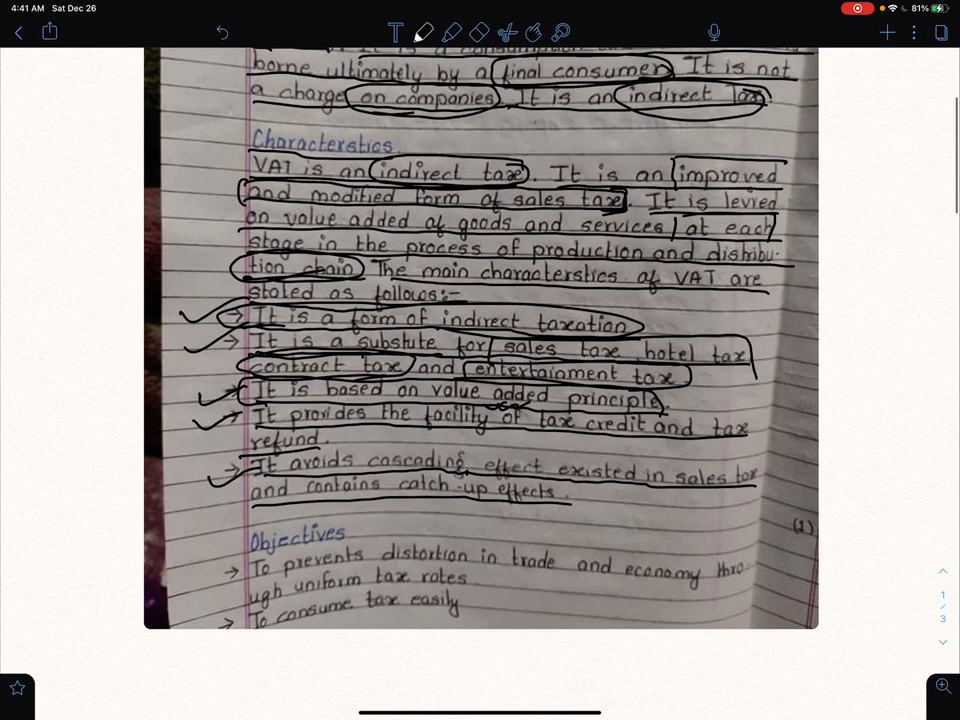 4:41 AM Sat Dec 26
81%
borne ultimately by a final consumer. It is not
a charge on companies. It is an indirect tax.
Characterstics.
VAT is an indirect tax. It is an improved
and modified form of sales tax. It is levied
on value added of goods and services at each
stage in the process of production and distribu-
tion chain. The main characterstics of VAT are
stated as follows:-
→ It is a form of indirect taxation
→ It is a substute for sales tax, hotel tax
contract tax and entertainment tax
→ It is based on value added principle.
→ It provides the facility of tax credit and tax
refund.
→ It avoids cascading effect existed in sales tax
and contains catch-up effects.
(1)
Objectives
→ To prevents distortion in trade and economy thro-
ugh uniform tax rates
→ To consume tax easily
1
/
3